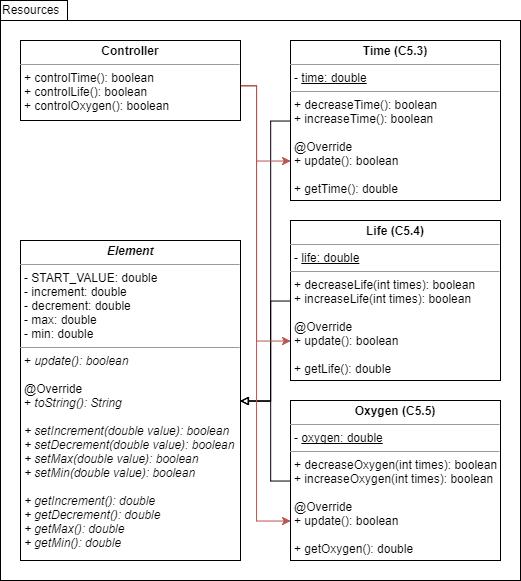 Resources
Controller
+ controlTime(): boolean
+ controlLife(): boolean
+ controlOxygen(): boolean
Element
- START_VALUE: double
- increment: double
- decrement: double
- max: double
- min: double
+ update(): boolean
@Override
+ toString(): String
+ setIncrement(double value): boolean
+ setDecrement(double value): boolean
+ setMax(double value): boolean
+ setMin(double value): boolean
+ getIncrement(): double
+ getDecrement(): double
+ getMax(): double
+ getMin(): double
Time (C5.3)
- time: double
+ decreaseTime(): boolean
+ increaseTime(): boolean
@Override
+ update(): boolean
+ getTime(): double
Life (C5.4)
- life: double
+ decreaseLife(int times): boolean
+ increaseLife(int times): boolean
@Override
+ update(): boolean
+ getLife(): double
Oxygen (C5.5)
- oxygen: double
+ decreaseOxygen(int times): boolean
+ increaseOxygen(int times): boolean
@Override
+ update(): boolean
+ getOxygen(): double